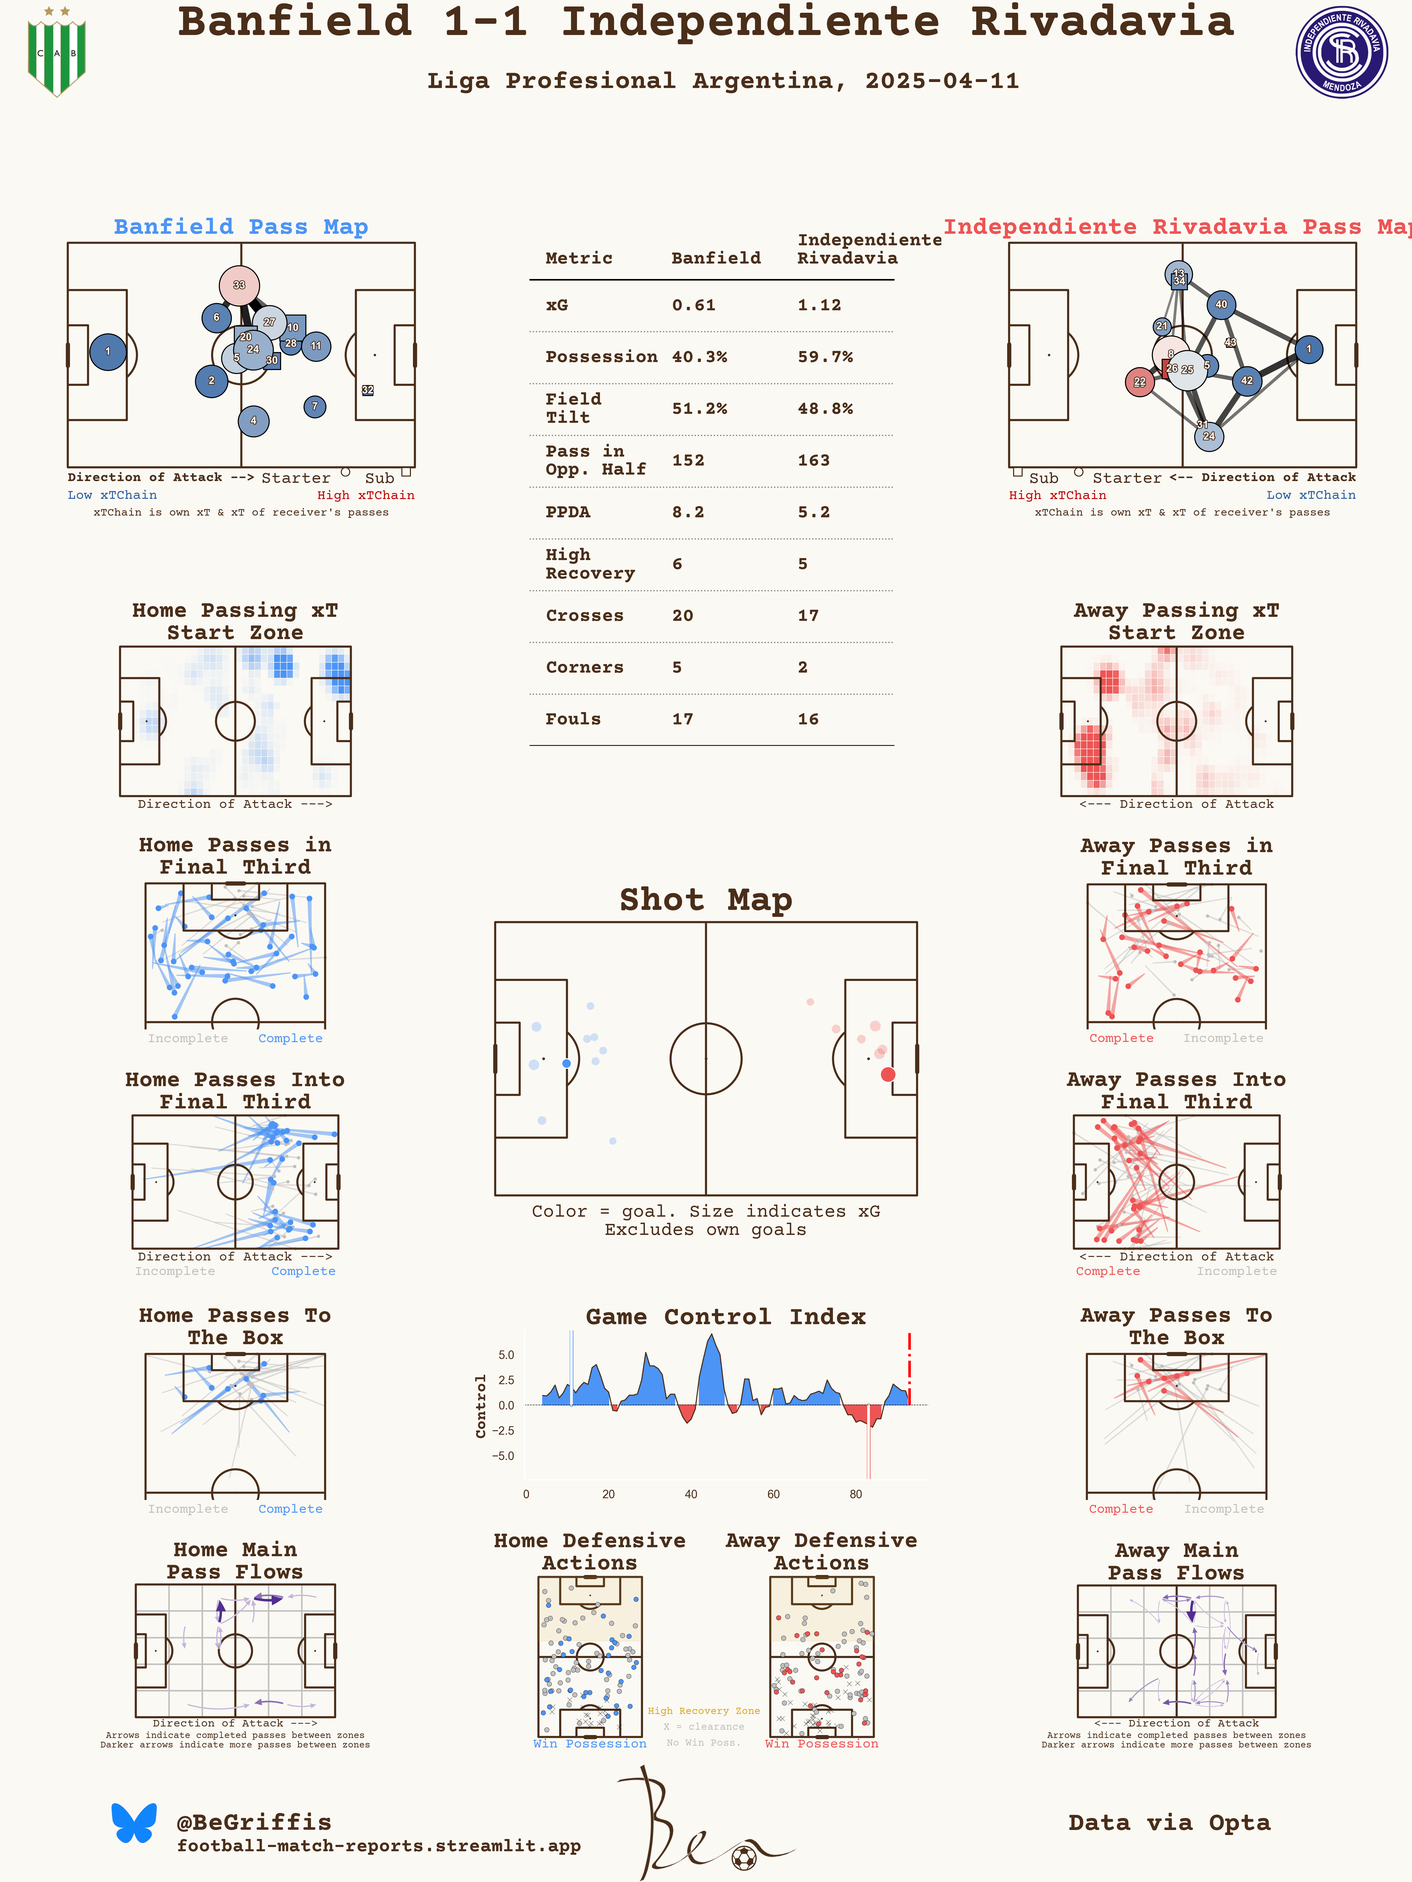 Banfield 1-1 Independiente Rivadavia
Liga Profesional Argentina, 2025-04-11
C A B
INDEPENDIENTE RIVADAVIA
MENDOZA
Banfield Pass Map
33
6
27
10
20
28
11
24
5
30
1
2
32
7
4
Direction of Attack --> Starter Sub
Low xTChain High xTChain
xTChain is own xT & xT of receiver's passes
Metric Banfield Independiente Rivadavia
xG 0.61 1.12
Possession 40.3% 59.7%
Field Tilt 51.2% 48.8%
Pass in Opp. Half 152 163
PPDA 8.2 5.2
High Recovery 6 5
Crosses 20 17
Corners 5 2
Fouls 17 16
Independiente Rivadavia Pass Map
13
34
40
21
43
8
1
26
25
5
22
42
31
24
Sub Starter <-- Direction of Attack
High xTChain Low xTChain
xTChain is own xT & xT of receiver's passes
Home Passing xT
Start Zone
Direction of Attack --->
Away Passing xT
Start Zone
<--- Direction of Attack
Home Passes in
Final Third
Incomplete Complete
Away Passes in
Final Third
Complete Incomplete
Shot Map
Color = goal. Size indicates xG
Excludes own goals
Home Passes Into
Final Third
Direction of Attack --->
Incomplete Complete
Away Passes Into
Final Third
<--- Direction of Attack
Complete Incomplete
Home Passes To
The Box
Incomplete Complete
Game Control Index
Control
5.0
2.5
0.0
−2.5
−5.0
0 20 40 60 80
Away Passes To
The Box
Complete Incomplete
Home Main
Pass Flows
Direction of Attack --->
Arrows indicate completed passes between zones
Darker arrows indicate more passes between zones
Home Defensive
Actions
Win Possession
High Recovery Zone
X = clearance
No Win Poss.
Away Defensive
Actions
Win Possession
Away Main
Pass Flows
<--- Direction of Attack
Arrows indicate completed passes between zones
Darker arrows indicate more passes between zones
@BeGriffis
football-match-reports.streamlit.app
Ben
Data via Opta